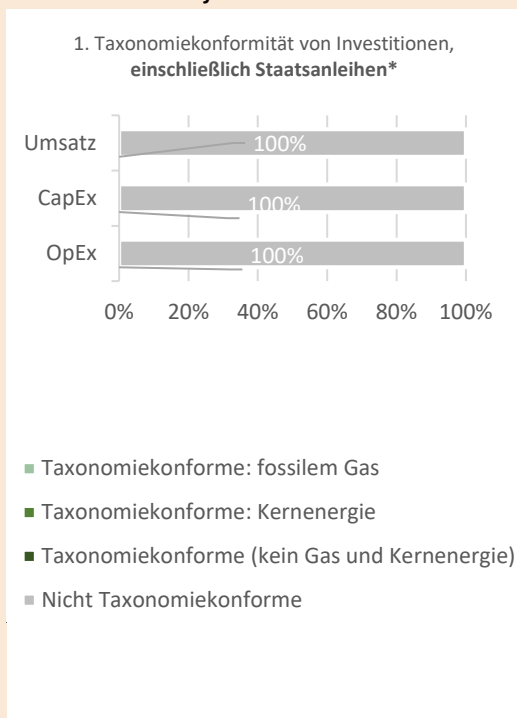 1. Taxonomiekonformität von Investitionen,
einschließlich Staatsanleihen*
Umsatz 100%
CapEx 100%
OpEx 100%
0% 20% 40% 60% 80% 100%
Taxonomiekonforme: fossilem Gas
Taxonomiekonforme: Kernenergie
Taxonomiekonforme (kein Gas und Kernenergie)
Nicht Taxonomiekonforme